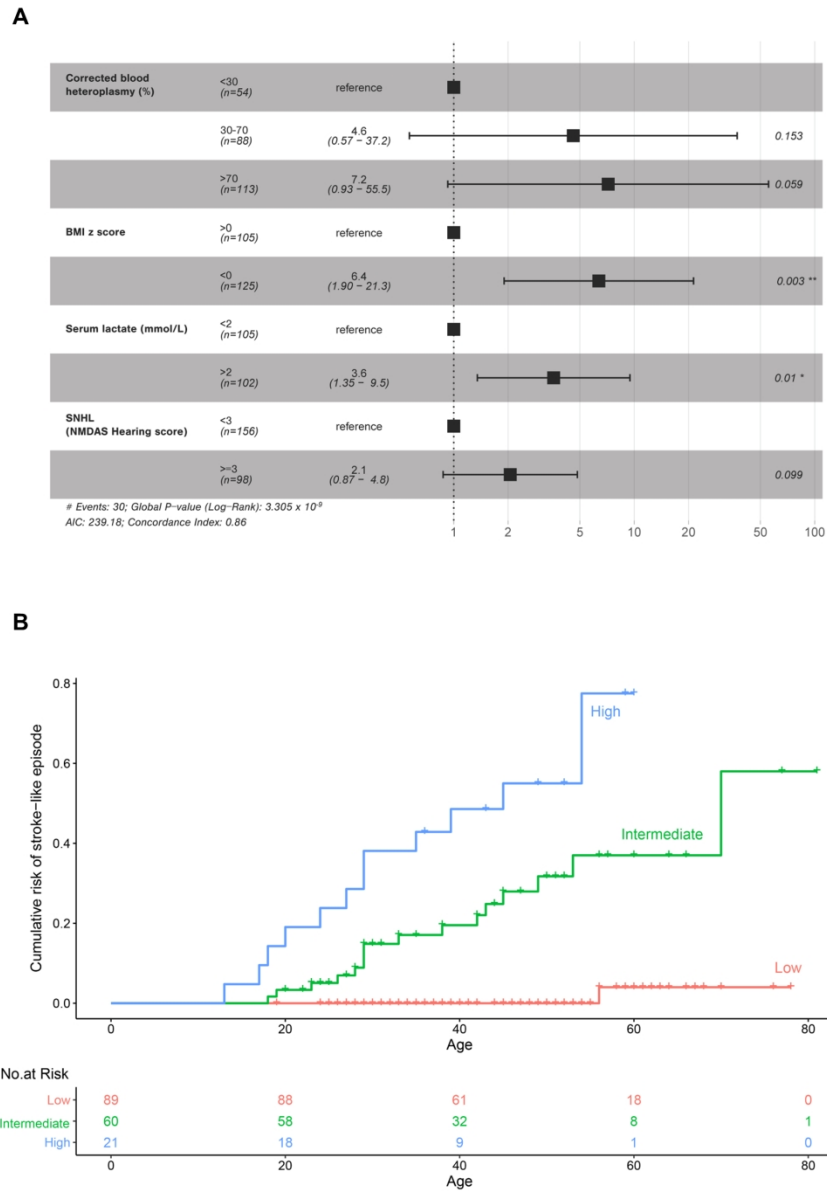 A
Corrected blood
heteroplasmy (%)
<30
(n=54)
reference
30-70
(n=88)
4.6
(0.57 − 37.2)
0.153
>70
(n=113)
7.2
(0.93 − 55.5)
0.059
BMI z score
>0
(n=105)
reference
<0
(n=125)
6.4
(1.90 − 21.3)
0.003 **
Serum lactate (mmol/L)
<2
(n=105)
reference
>2
(n=102)
3.6
(1.35 − 9.5)
0.01 *
SNHL
(NMDAS Hearing score)
<3
(n=156)
reference
>=3
(n=98)
2.1
(0.87 − 4.8)
0.099
# Events: 30; Global P−value (Log−Rank): 3.305 x 10⁻⁹
AIC: 239.18; Concordance Index: 0.86
1 2 5 10 20 50 100
B
Cumulative risk of stroke−like episode
0.8
0.6
0.4
0.2
0.0
High
Intermediate
Low
0 20 40 60 80
Age
No.at Risk
Low 89 88 61 18 0
Intermediate 60 58 32 8 1
High 21 18 9 1 0
0 20 40 60 80
Age